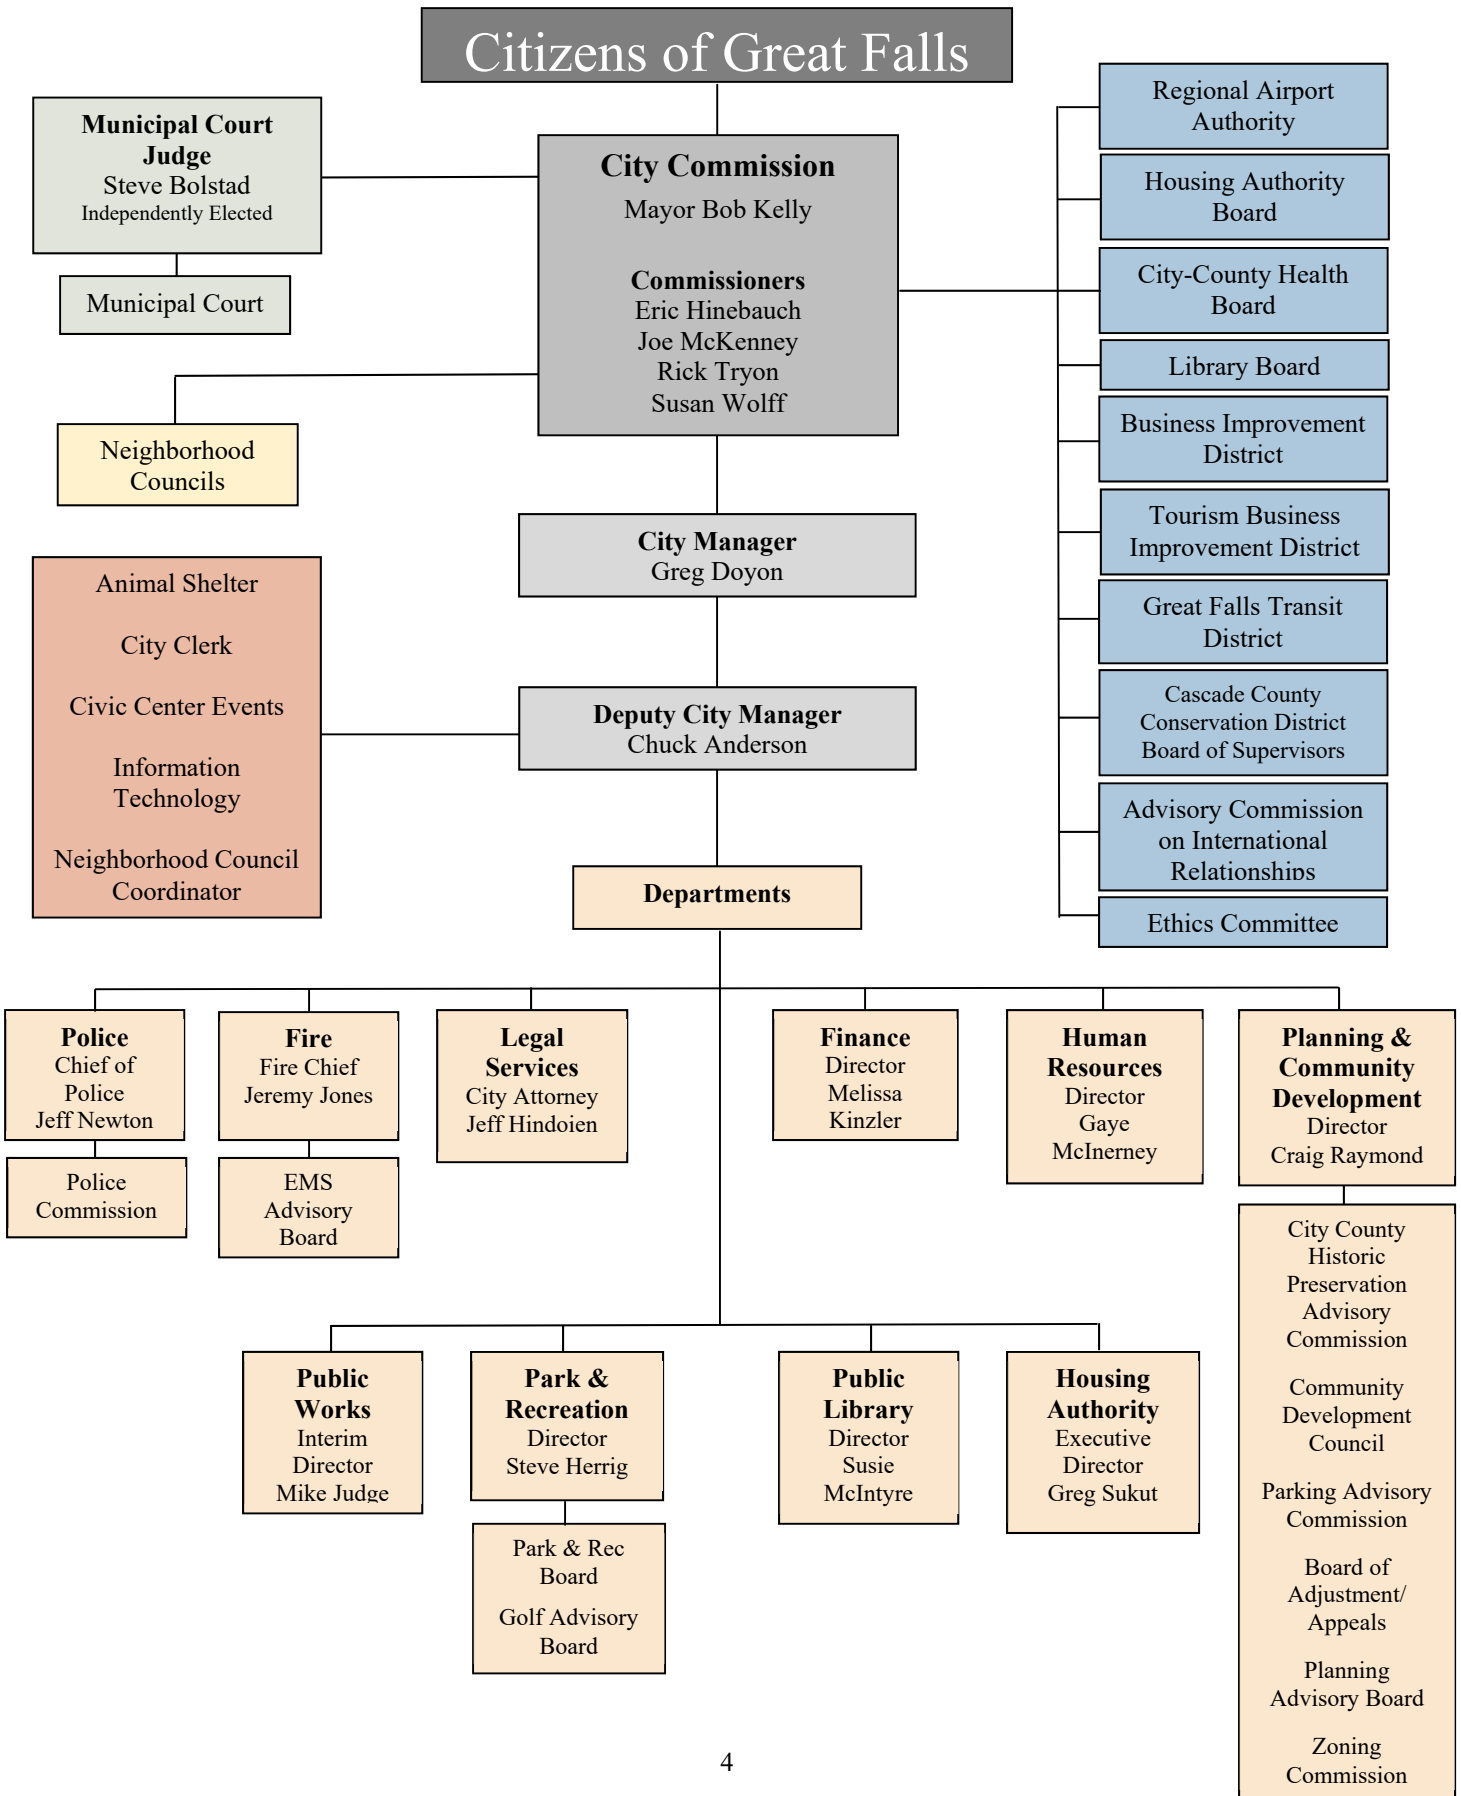 Citizens of Great Falls
Municipal Court
Judge
Steve Bolstad
Independently Elected
Municipal Court
City Commission
Mayor Bob Kelly
Commissioners
Eric Hinebauch
Joe McKenney
Rick Tryon
Susan Wolff
Neighborhood
Councils
City Manager
Greg Doyon
Deputy City Manager
Chuck Anderson
Animal Shelter
City Clerk
Civic Center Events
Information
Technology
Neighborhood Council
Coordinator
Regional Airport
Authority
Housing Authority
Board
City-County Health
Board
Library Board
Business Improvement
District
Tourism Business
Improvement District
Great Falls Transit
District
Cascade County
Conservation District
Board of Supervisors
Advisory Commission
on International
Relationships
Ethics Committee
Departments
Police
Chief of
Police
Jeff Newton
Police
Commission
Fire
Fire Chief
Jeremy Jones
EMS
Advisory
Board
Legal
Services
City Attorney
Jeff Hindoien
Finance
Director
Melissa
Kinzler
Human
Resources
Director
Gaye
McInerney
Planning &
Community
Development
Director
Craig Raymond
City County
Historic
Preservation
Advisory
Commission
Community
Development
Council
Parking Advisory
Commission
Board of
Adjustment/
Appeals
Planning
Advisory Board
Zoning
Commission
Public
Works
Interim
Director
Mike Judge
Park &
Recreation
Director
Steve Herrig
Park & Rec
Board
Golf Advisory
Board
Public
Library
Director
Susie
McIntyre
Housing
Authority
Executive
Director
Greg Sukut
4